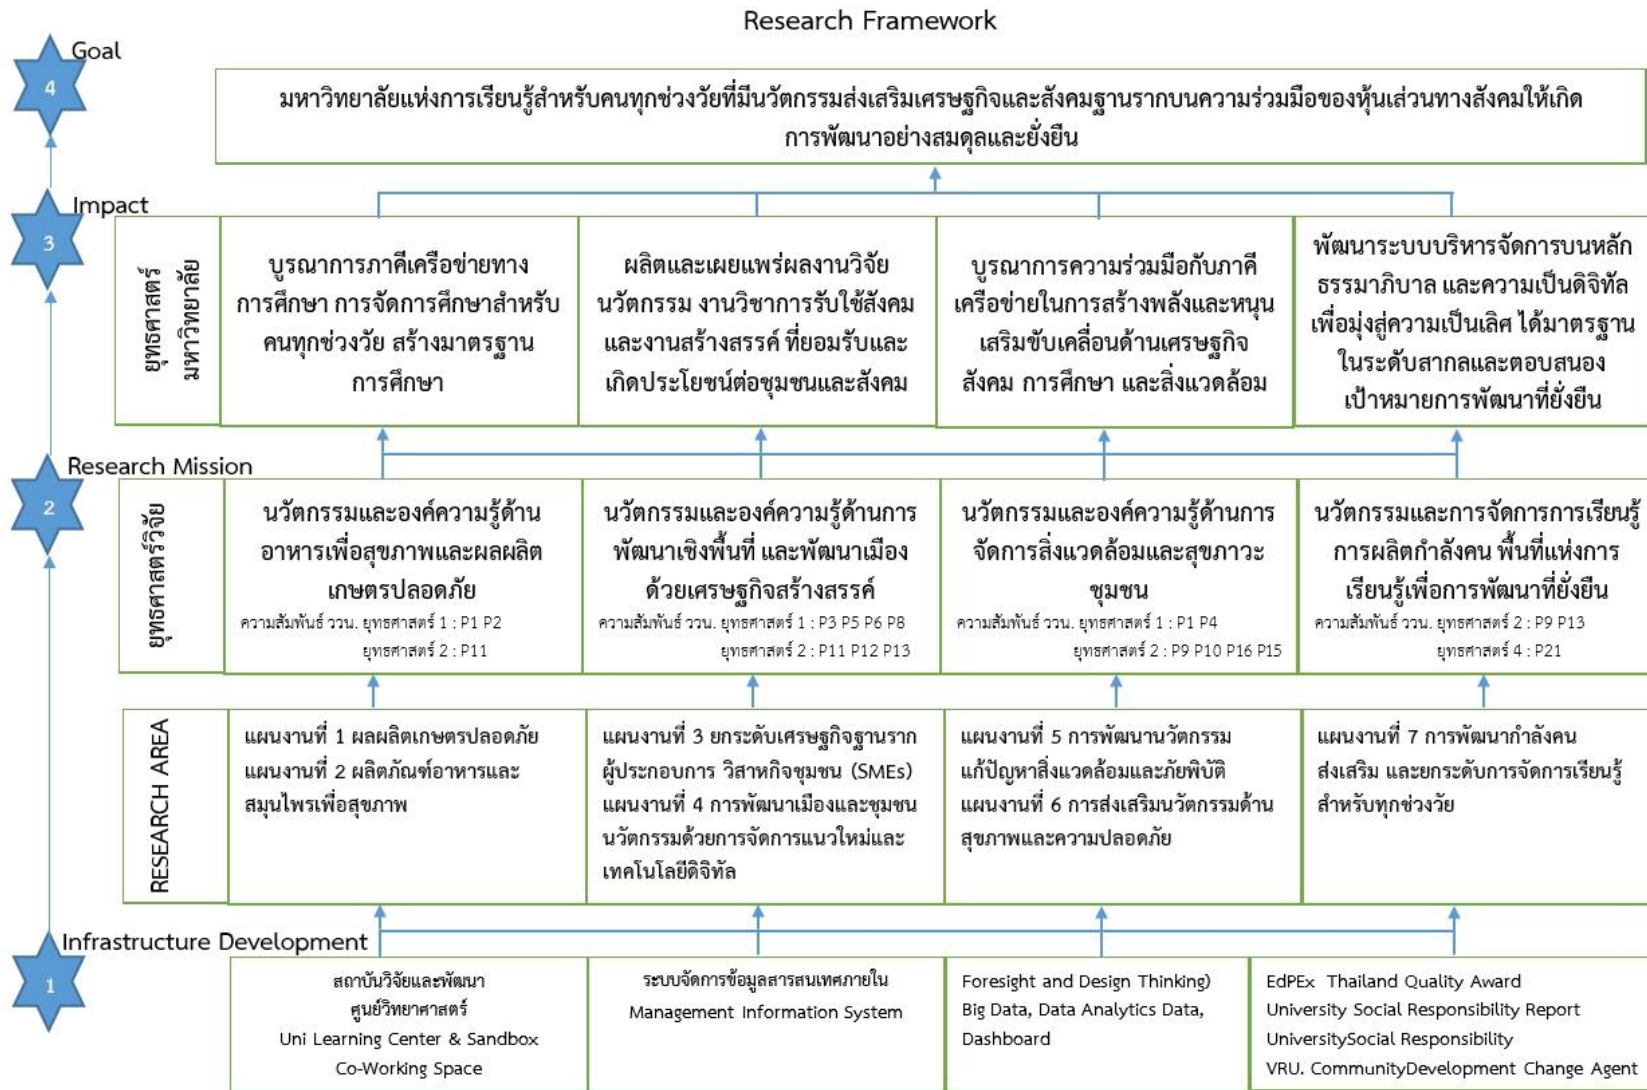 Research Framework
Goal
4
มหาวิทยาลัยแห่งการเรียนรู้สำหรับคนทุกช่วงวัยที่มีนวัตกรรมส่งเสริมเศรษฐกิจและสังคมฐานรากบนความร่วมมือของหุ้นส่วนทางสังคมให้เกิด
การพัฒนาอย่างสมดุลและยั่งยืน
Impact
3
ยุทธศาสตร์
มหาวิทยาลัย
บูรณาการภาคีเครือข่ายทาง
การศึกษา การจัดการศึกษาสำหรับ
คนทุกช่วงวัย สร้างมาตรฐาน
การศึกษา
ผลิตและเผยแพร่ผลงานวิจัย
นวัตกรรม งานวิชาการรับใช้สังคม
และงานสร้างสรรค์ ที่ยอมรับและ
เกิดประโยชน์ต่อชุมชนและสังคม
บูรณาการความร่วมมือกับภาคี
เครือข่ายในการสร้างพลังและหนุน
เสริมขับเคลื่อนด้านเศรษฐกิจ
สังคม การศึกษา และสิ่งแวดล้อม
พัฒนาระบบบริหารจัดการบนหลัก
ธรรมาภิบาล และความเป็นดิจิทัล
เพื่อมุ่งสู่ความเป็นเลิศ ได้มาตรฐาน
ในระดับสากลและตอบสนอง
เป้าหมายการพัฒนาที่ยั่งยืน
Research Mission
2
ยุทธศาสตร์วิจัย
นวัตกรรมและองค์ความรู้ด้าน
อาหารเพื่อสุขภาพและผลผลิต
เกษตรปลอดภัย
ความสัมพันธ์ ววน. ยุทธศาสตร์ 1 : P1 P2
ยุทธศาสตร์ 2 : P11
นวัตกรรมและองค์ความรู้ด้านการ
พัฒนาเชิงพื้นที่ และพัฒนาเมือง
ด้วยเศรษฐกิจสร้างสรรค์
ความสัมพันธ์ ววน. ยุทธศาสตร์ 1 : P3 P5 P6 P8
ยุทธศาสตร์ 2 : P11 P12 P13
นวัตกรรมและองค์ความรู้ด้านการ
จัดการสิ่งแวดล้อมและสุขภาวะ
ชุมชน
ความสัมพันธ์ ววน. ยุทธศาสตร์ 1 : P1 P4
ยุทธศาสตร์ 2 : P9 P10 P16 P15
นวัตกรรมและการจัดการการเรียนรู้
การผลิตกำลังคน พื้นที่แห่งการ
เรียนรู้เพื่อการพัฒนาที่ยั่งยืน
ความสัมพันธ์ ววน. ยุทธศาสตร์ 2 : P9 P13
ยุทธศาสตร์ 4 : P21
RESEARCH AREA
แผนงานที่ 1 ผลผลิตเกษตรปลอดภัย
แผนงานที่ 2 ผลิตภัณฑ์อาหารและ
สมุนไพรเพื่อสุขภาพ
แผนงานที่ 3 ยกระดับเศรษฐกิจฐานราก
ผู้ประกอบการ วิสาหกิจชุมชน (SMEs)
แผนงานที่ 4 การพัฒนาเมืองและชุมชน
นวัตกรรมด้วยการจัดการแนวใหม่และ
เทคโนโลยีดิจิทัล
แผนงานที่ 5 การพัฒนานวัตกรรม
แก้ปัญหาสิ่งแวดล้อมและภัยพิบัติ
แผนงานที่ 6 การส่งเสริมนวัตกรรมด้าน
สุขภาพและความปลอดภัย
แผนงานที่ 7 การพัฒนากำลังคน
ส่งเสริม และยกระดับการจัดการเรียนรู้
สำหรับทุกช่วงวัย
Infrastructure Development
1
สถาบันวิจัยและพัฒนา
ศูนย์วิทยาศาสตร์
Uni Learning Center & Sandbox
Co-Working Space
ระบบจัดการข้อมูลสารสนเทศภายใน
Management Information System
Foresight and Design Thinking)
Big Data, Data Analytics Data,
Dashboard
EdPEx Thailand Quality Award
University Social Responsibility Report
UniversitySocial Responsibility
VRU. CommunityDevelopment Change Agent